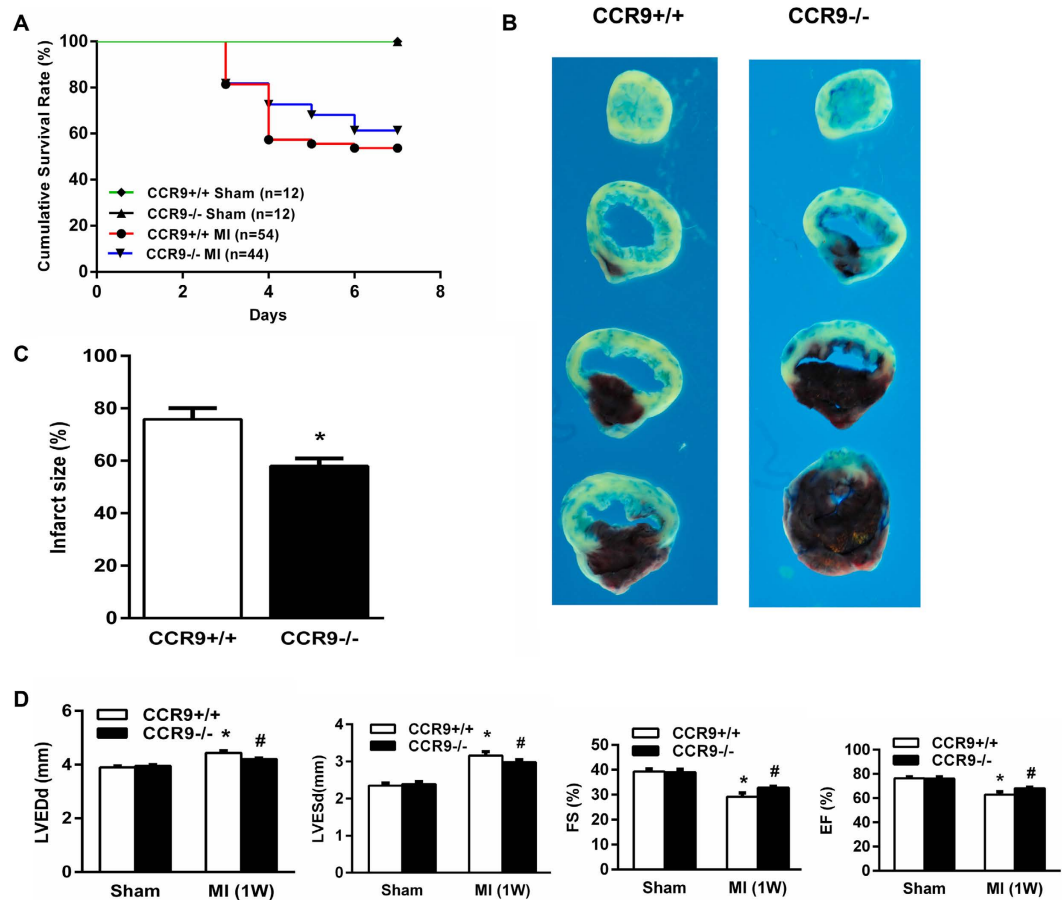 A
100
80
60
40
20
0
Cumulative Survival Rate (%)
CCR9+/+ Sham (n=12)
CCR9-/- Sham (n=12)
CCR9+/+ MI (n=54)
CCR9-/- MI (n=44)
0 2 4 6 8
Days
B
CCR9+/+ CCR9-/-
C
100
80
60
40
20
0
Infarct size (%)
*
CCR9+/+ CCR9-/-
D
6
4
2
0
LVEDd (mm)
CCR9+/+
CCR9-/-
* #
Sham MI (1W)
4
3
2
1
0
LVESd(mm)
CCR9+/+
CCR9-/-
* #
Sham MI (1W)
50
40
30
20
10
0
FS (%)
CCR9+/+
CCR9-/-
* #
Sham MI (1W)
100
80
60
40
20
0
EF (%)
CCR9+/+
CCR9-/-
* #
Sham MI (1W)